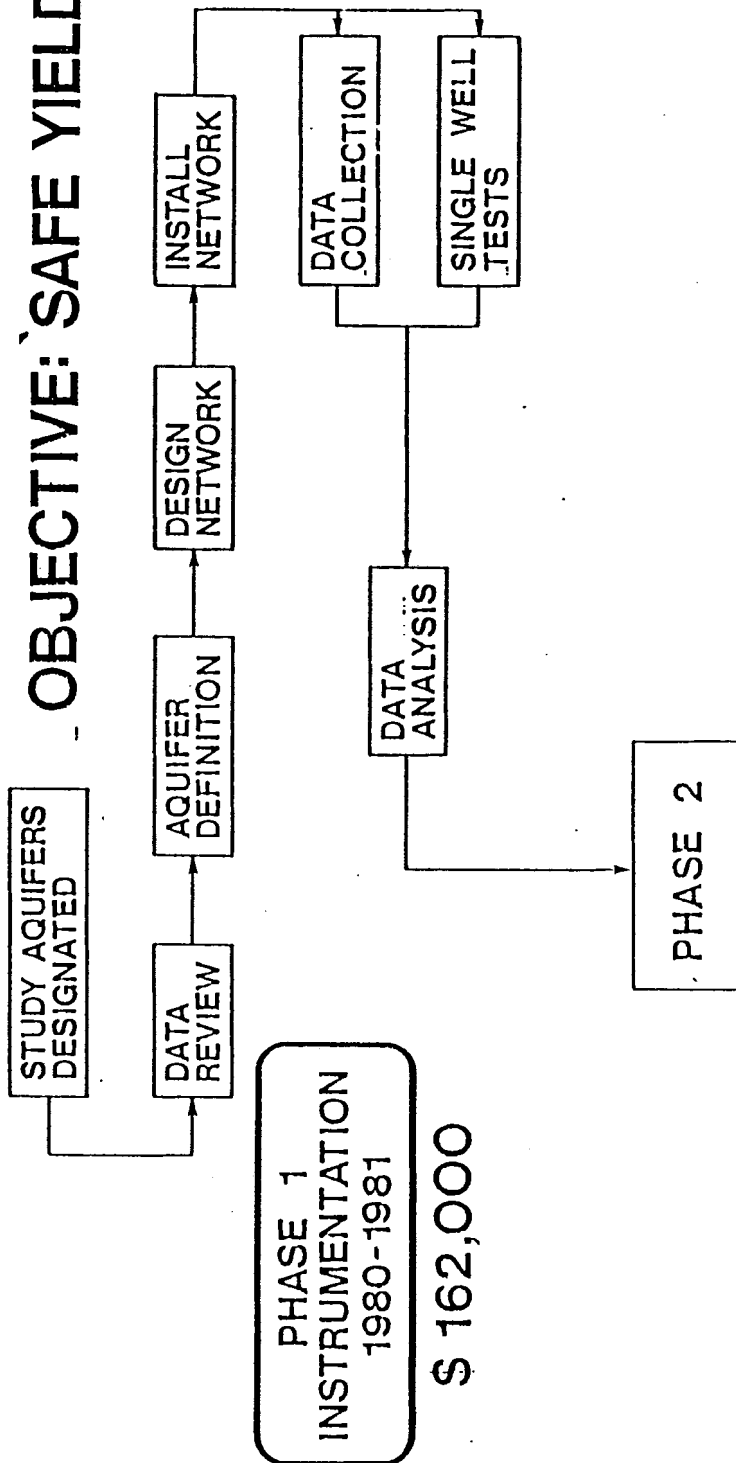 OBJECTIVE: SAFE YIELD
STUDY AQUIFERS
DESIGNATED
DATA
REVIEW
AQUIFER
DEFINITION
DESIGN
NETWORK
INSTALL
NETWORK
DATA
COLLECTION
SINGLE WELL
TESTS
DATA
ANALYSIS
PHASE 2
PHASE 1
INSTRUMENTATION
1980-1981
$ 162,000